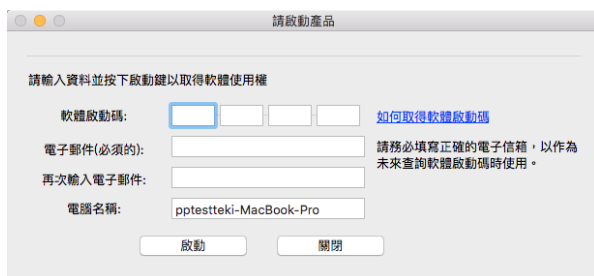 請啟動產品
請輸入資料並按下啟動鍵以取得軟體使用權
軟體啟動碼:
如何取得軟體啟動碼
電子郵件(必須的):
請務必填寫正確的電子信箱，以作為
未來查詢軟體啟動碼時使用。
再次輸入電子郵件:
電腦名稱: pptestteki-MacBook-Pro
啟動 關閉